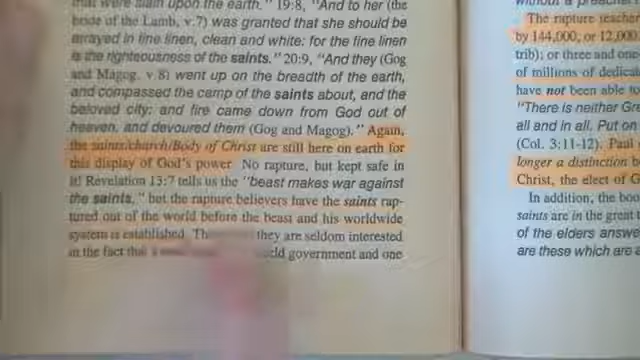 that were slain upon the earth." 19:8, "And to her (the
bride of the Lamb, v.7) was granted that she should be
arrayed in fine linen, clean and white: for the fine linen
is the righteousness of the saints." 20:9, "And they (Gog
and Magog, v.8) went up on the breadth of the earth,
and compassed the camp of the saints about, and the
beloved city: and fire came down from God out of
heaven, and devoured them (Gog and Magog)." Again,
the saints/church/Body of Christ are still here on earth for
this display of God's power. No rapture, but kept safe in
it! Revelation 13:7 tells us the "beast makes war against
the saints," but the rapture believers have the saints rap-
tured out of the world before the beast and his worldwide
system is established. they are seldom interested
in the fact that government and one
The rapture
by 144,000, or 12,000
trib); or three and one-
of millions of
have not been able to
"There is neither
all and in all. Put on
(Col. 3:11-12). Paul
longer a distinction
Christ, the elect of
In addition, the
saints are in the great
of the elders
are these which are